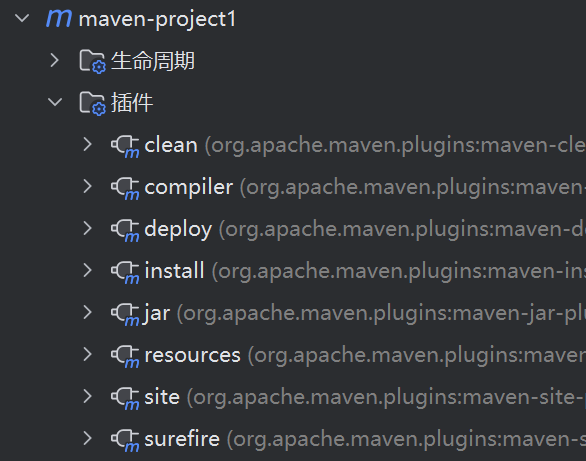 maven-project1
生命周期
插件
clean (org.apache.maven.plugins:maven-cle
compiler (org.apache.maven.plugins:maven-
deploy (org.apache.maven.plugins:maven-de
install (org.apache.maven.plugins:maven-ins
jar (org.apache.maven.plugins:maven-jar-plu
resources (org.apache.maven.plugins:maven
site (org.apache.maven.plugins:maven-site-
surefire (org.apache.maven.plugins:maven-s